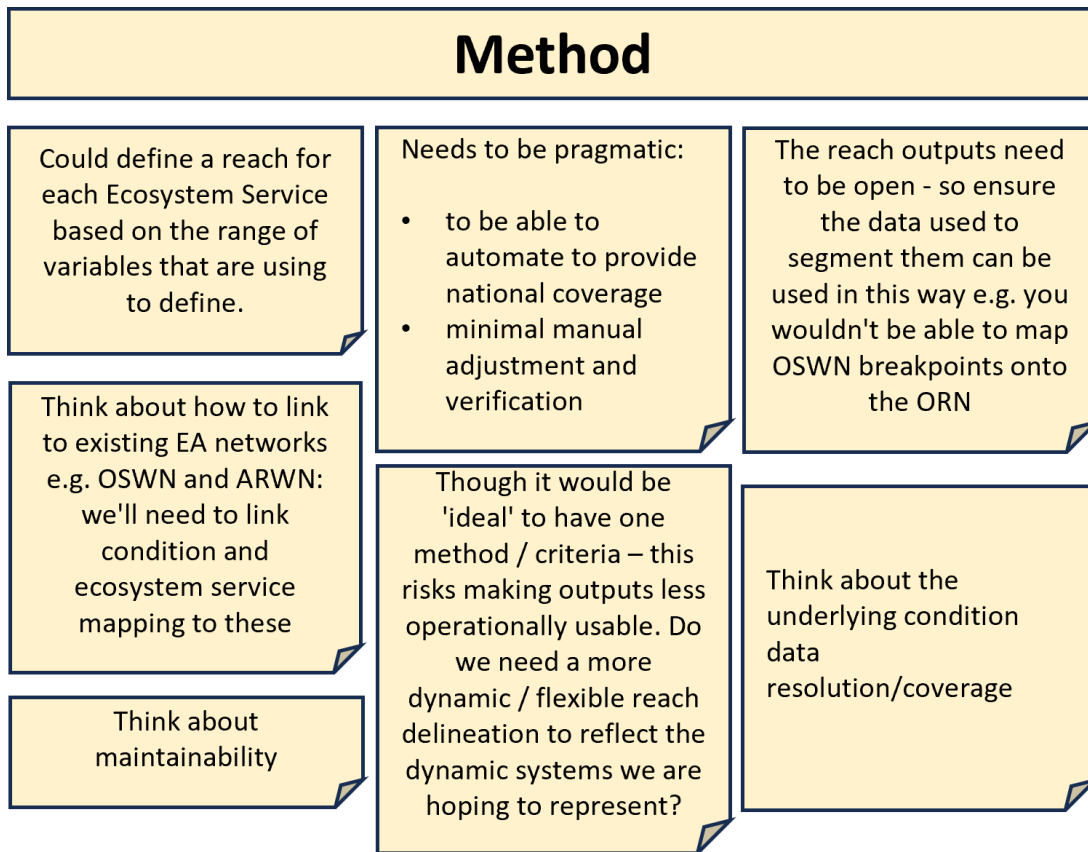 Method
Could define a reach for
each Ecosystem Service
based on the range of
variables that are using
to define.
Needs to be pragmatic:
• to be able to
automate to provide
national coverage
• minimal manual
adjustment and
verification
The reach outputs need
to be open - so ensure
the data used to
segment them can be
used in this way e.g. you
wouldn't be able to map
OSWN breakpoints onto
the ORN
Think about how to link
to existing EA networks
e.g. OSWN and ARWN:
we'll need to link
condition and
ecosystem service
mapping to these
Though it would be
'ideal' to have one
method / criteria – this
risks making outputs less
operationally usable. Do
we need a more
dynamic / flexible reach
delineation to reflect the
dynamic systems we are
hoping to represent?
Think about the
underlying condition
data
resolution/coverage
Think about
maintainability